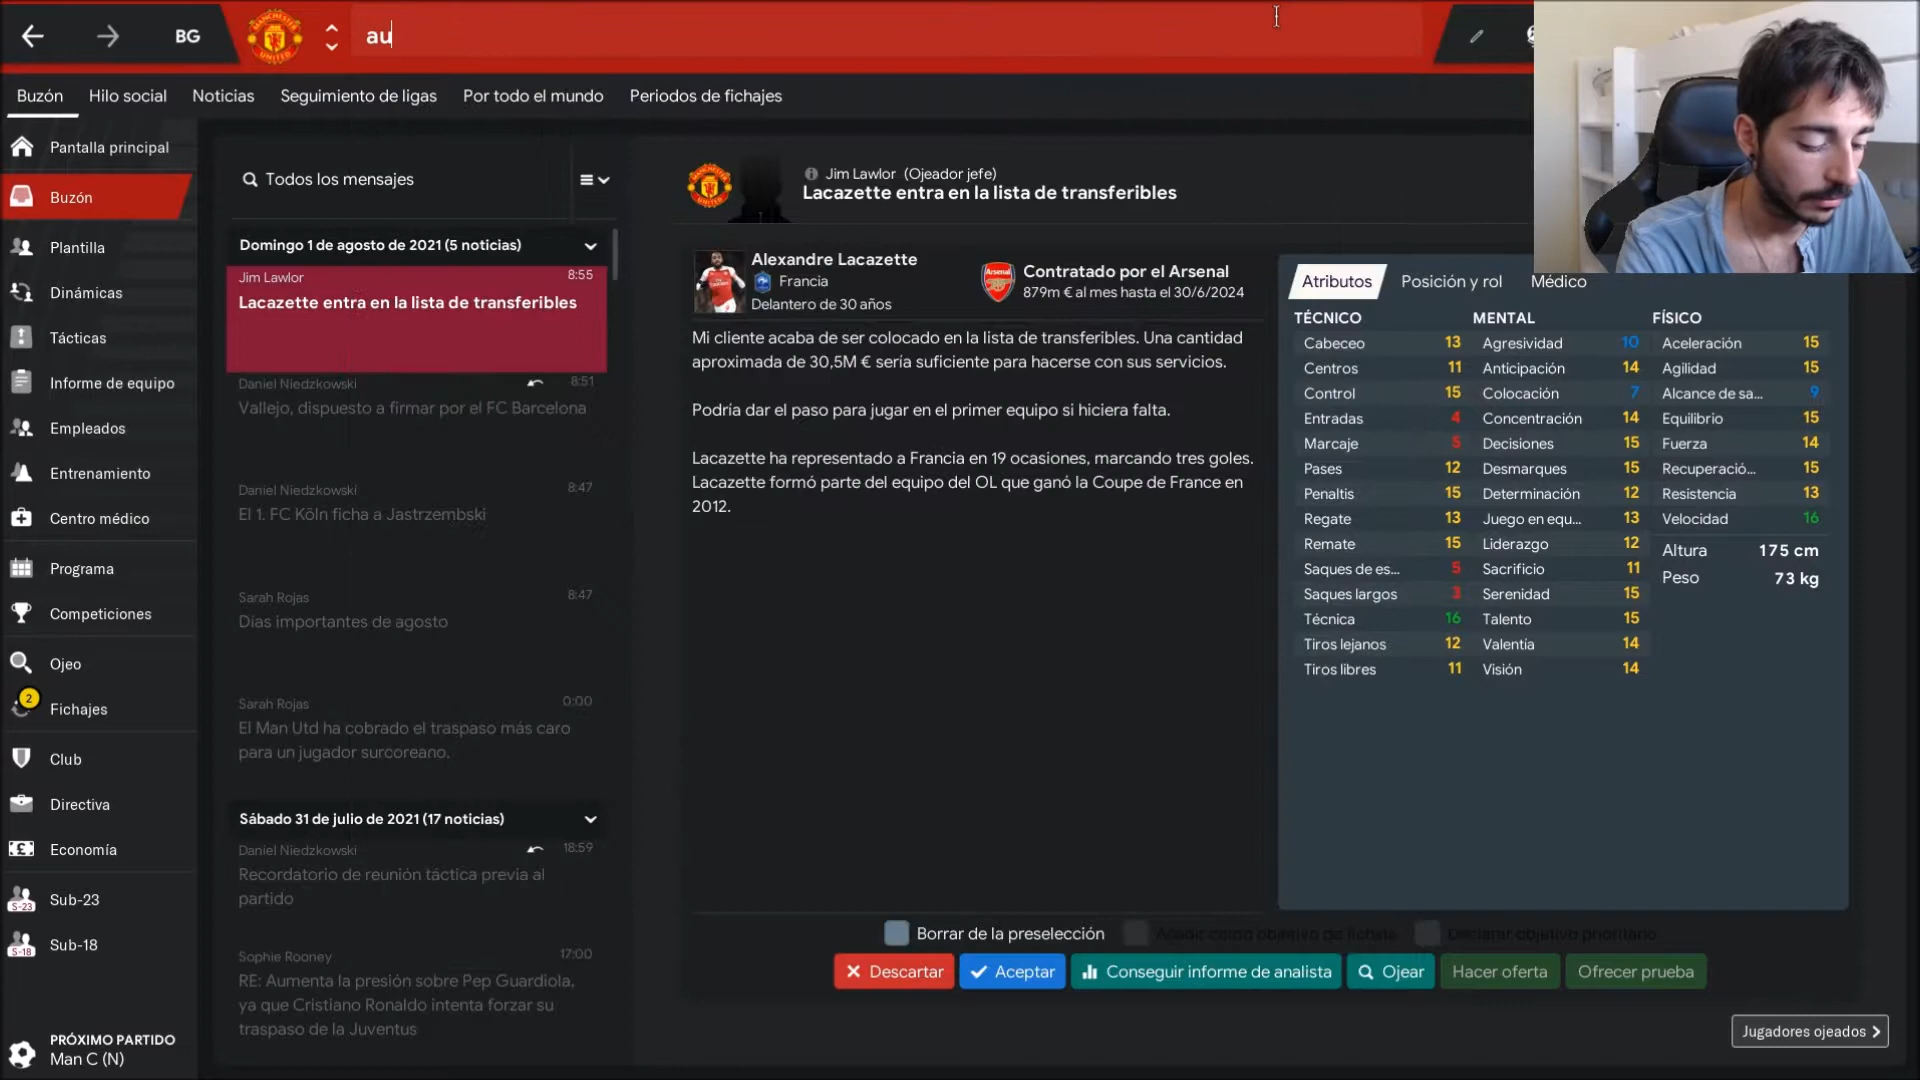 BG
au
Buzón
Hilo social
Noticias
Seguimiento de ligas
Por todo el mundo
Periodos de fichajes
Pantalla principal
Buzón
Plantilla
Dinámicas
Tácticas
Informe de equipo
Empleados
Entrenamiento
Centro médico
Programa
Competiciones
Ojeo
2
Fichajes
Club
Directiva
Economía
S-23
Sub-23
S-18
Sub-18
PRÓXIMO PARTIDO
Man C (N)
Todos los mensajes
Domingo 1 de agosto de 2021 (5 noticias)
Jim Lawlor 8:55
Lacazette entra en la lista de transferibles
Daniel Niedzkowski 8:51
Vallejo, dispuesto a firmar por el FC Barcelona
Daniel Niedzkowski 8:47
El 1. FC Köln ficha a Jastrzembski
Sarah Rojas 8:47
Días importantes de agosto
Sarah Rojas 0:00
El Man Utd ha cobrado el traspaso más caro
para un jugador surcoreano.
Sábado 31 de julio de 2021 (17 noticias)
Daniel Niedzkowski 18:59
Recordatorio de reunión táctica previa al
partido
Sophie Rooney 17:00
RE: Aumenta la presión sobre Pep Guardiola,
ya que Cristiano Ronaldo intenta forzar su
traspaso de la Juventus
Jim Lawlor (Ojeador jefe)
Lacazette entra en la lista de transferibles
Alexandre Lacazette
Francia
Delantero de 30 años
Arsenal
Contratado por el Arsenal
879m € al mes hasta el 30/6/2024
Mi cliente acaba de ser colocado en la lista de transferibles. Una cantidad
aproximada de 30,5M € sería suficiente para hacerse con sus servicios.
Podría dar el paso para jugar en el primer equipo si hiciera falta.
Lacazette ha representado a Francia en 19 ocasiones, marcando tres goles.
Lacazette formó parte del equipo del OL que ganó la Coupe de France en
2012.
Atributos
Posición y rol
Médico
TÉCNICO MENTAL FÍSICO
Cabeceo 13 Agresividad 10 Aceleración 15
Centros 11 Anticipación 14 Agilidad 15
Control 15 Colocación 7 Alcance de sa... 9
Entradas 4 Concentración 14 Equilibrio 15
Marcaje 5 Decisiones 15 Fuerza 14
Pases 12 Desmarques 15 Recuperació... 15
Penaltis 15 Determinación 12 Resistencia 13
Regate 13 Juego en equ... 13 Velocidad 16
Remate 15 Liderazgo 12 Altura 175 cm
Saques de es... 5 Sacrificio 11 Peso 73 kg
Saques largos 3 Serenidad 15
Técnica 16 Talento 15
Tiros lejanos 12 Valentía 14
Tiros libres 11 Visión 14
Borrar de la preselección
Añadir como objetivo de fichaje
Declarar objetivo prioritario
Descartar
Aceptar
Conseguir informe de analista
Ojear
Hacer oferta
Ofrecer prueba
Jugadores ojeados